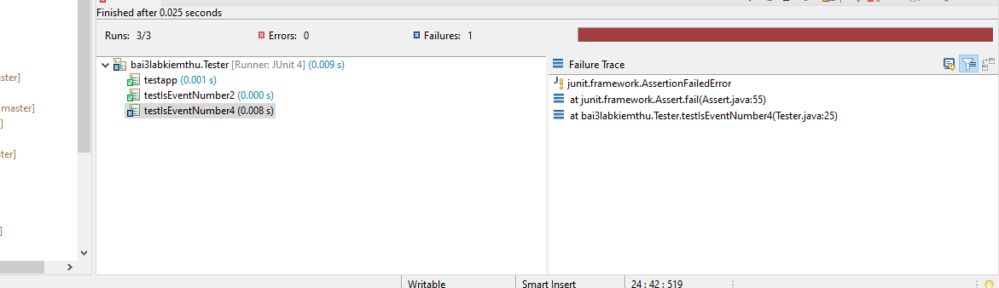 Finished after 0.025 seconds
Runs: 3/3 Errors: 0 Failures: 1
bai3labkiemthu.Tester [Runner: JUnit 4] (0.009 s)
testapp (0.001 s)
testIsEventNumber2 (0.000 s)
testIsEventNumber4 (0.008 s)
Failure Trace
junit.framework.AssertionFailedError
at junit.framework.Assert.fail(Assert.java:55)
at bai3labkiemthu.Tester.testIsEventNumber4(Tester.java:25)
ster]
master]
]
ster]
]
Writable Smart Insert 24 : 42 : 519